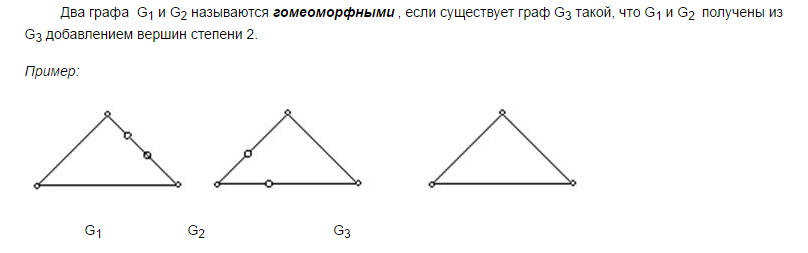 Два графа G1 и G2 называются гомеоморфными , если существует граф G3 такой, что G1 и G2 получены из
G3 добавлением вершин степени 2.
Пример:
G1 G2 G3